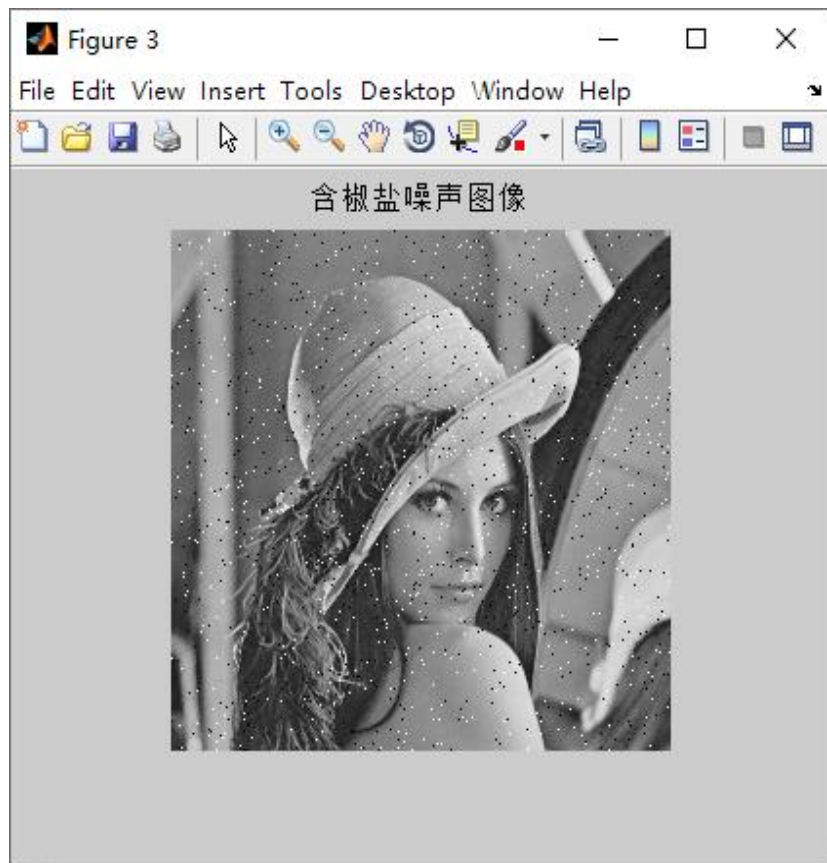 Figure 3
File Edit View Insert Tools Desktop Window Help
含椒盐噪声图像